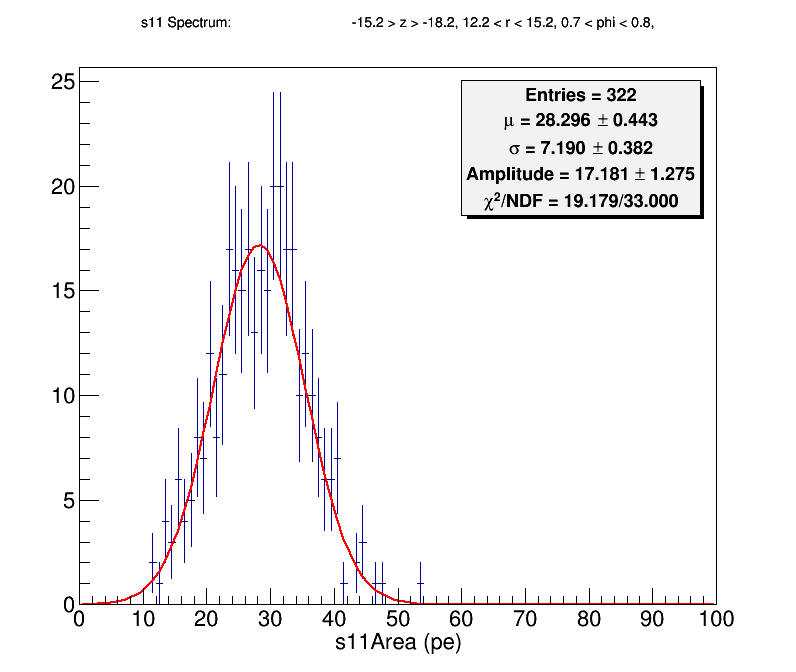 s11 Spectrum: -15.2 > z > -18.2, 12.2 < r < 15.2, 0.7 < phi < 0.8,
Entries = 322
μ = 28.296 ± 0.443
σ = 7.190 ± 0.382
Amplitude = 17.181 ± 1.275
χ²/NDF = 19.179/33.000
25
20
15
10
5
0
0 10 20 30 40 50 60 70 80 90 100
s11Area (pe)